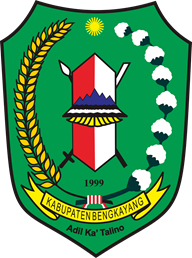 1999
KABUPATEN BENGKAYANG
Adil Ka' Talino